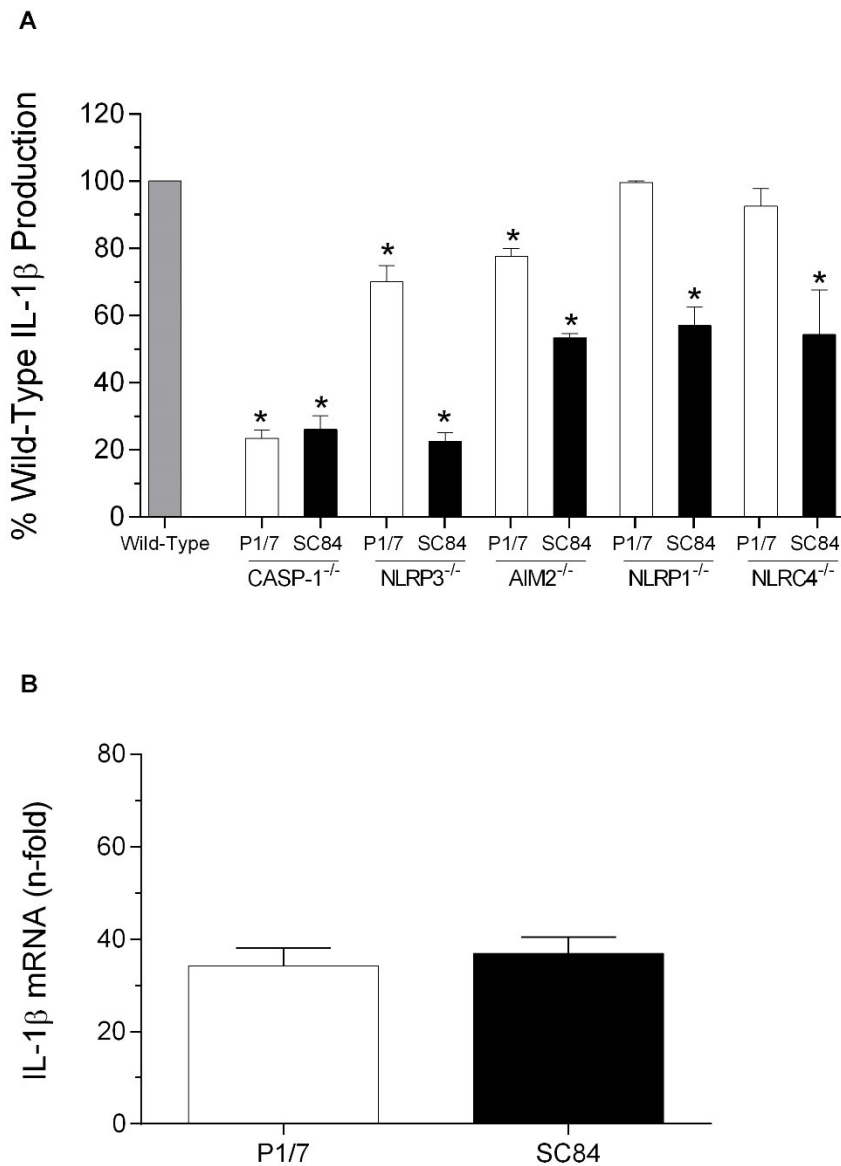 A
% Wild-Type IL-1β Production
120
100
80
60
40
20
0
* * * * * * * *
Wild-Type P1/7 SC84 P1/7 SC84 P1/7 SC84 P1/7 SC84 P1/7 SC84
CASP-1-/- NLRP3-/- AIM2-/- NLRP1-/- NLRC4-/-
B
IL-1β mRNA (n-fold)
80
60
40
20
0
P1/7 SC84